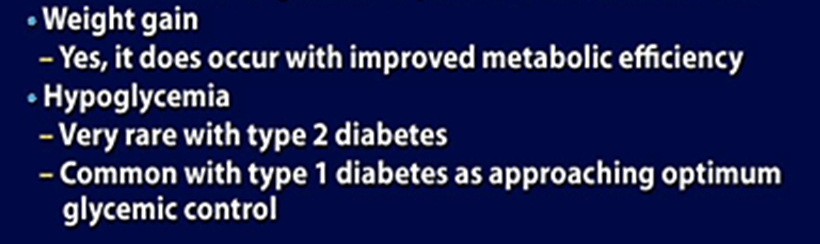 • Weight gain
– Yes, it does occur with improved metabolic efficiency
• Hypoglycemia
– Very rare with type 2 diabetes
– Common with type 1 diabetes as approaching optimum
glycemic control